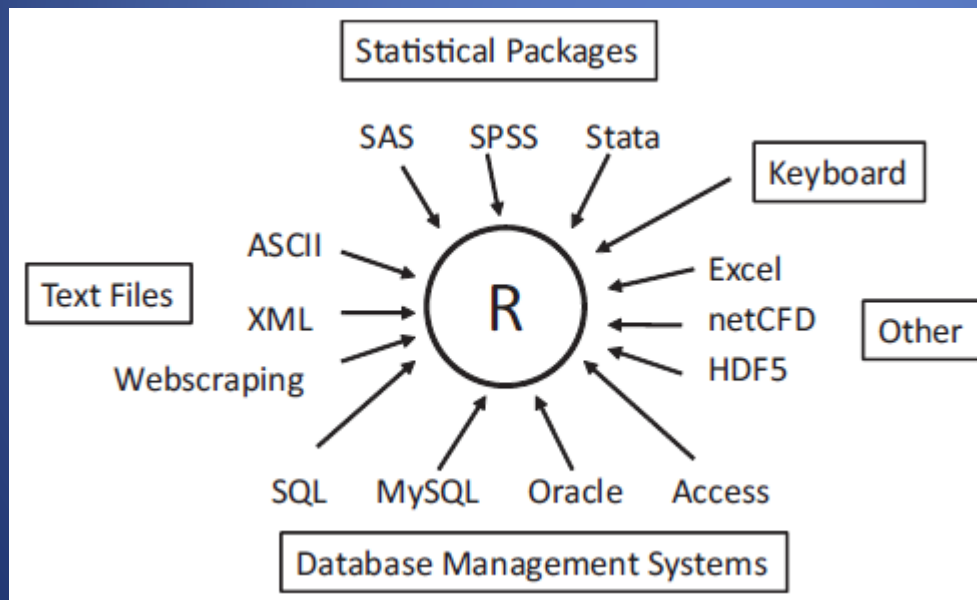 Statistical Packages
SAS SPSS Stata
Keyboard
ASCII
Excel
Text Files
R
XML
netCFD
Other
Webscraping
HDF5
SQL MySQL Oracle Access
Database Management Systems